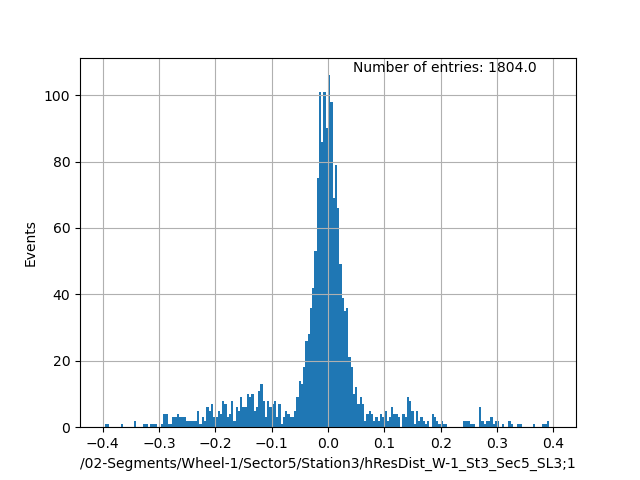 Number of entries: 1804.0
100
80
60
40
20
0
Events
−0.4 −0.3 −0.2 −0.1 0.0 0.1 0.2 0.3 0.4
/02-Segments/Wheel-1/Sector5/Station3/hResDist_W-1_St3_Sec5_SL3;1